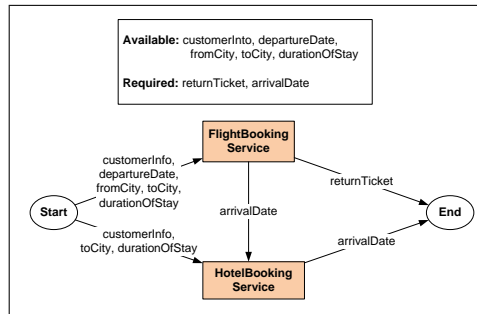 Available: customerInto, departureDate,
fromCity, toCity, durationOfStay
Required: returnTicket, arrivalDate
FlightBooking
Service
customerInfo,
departureDate,
fromCity, toCity,
durationOfStay
returnTicket
Start
End
arrivalDate
customerInfo,
toCity, durationOfStay
arrivalDate
HotelBooking
Service